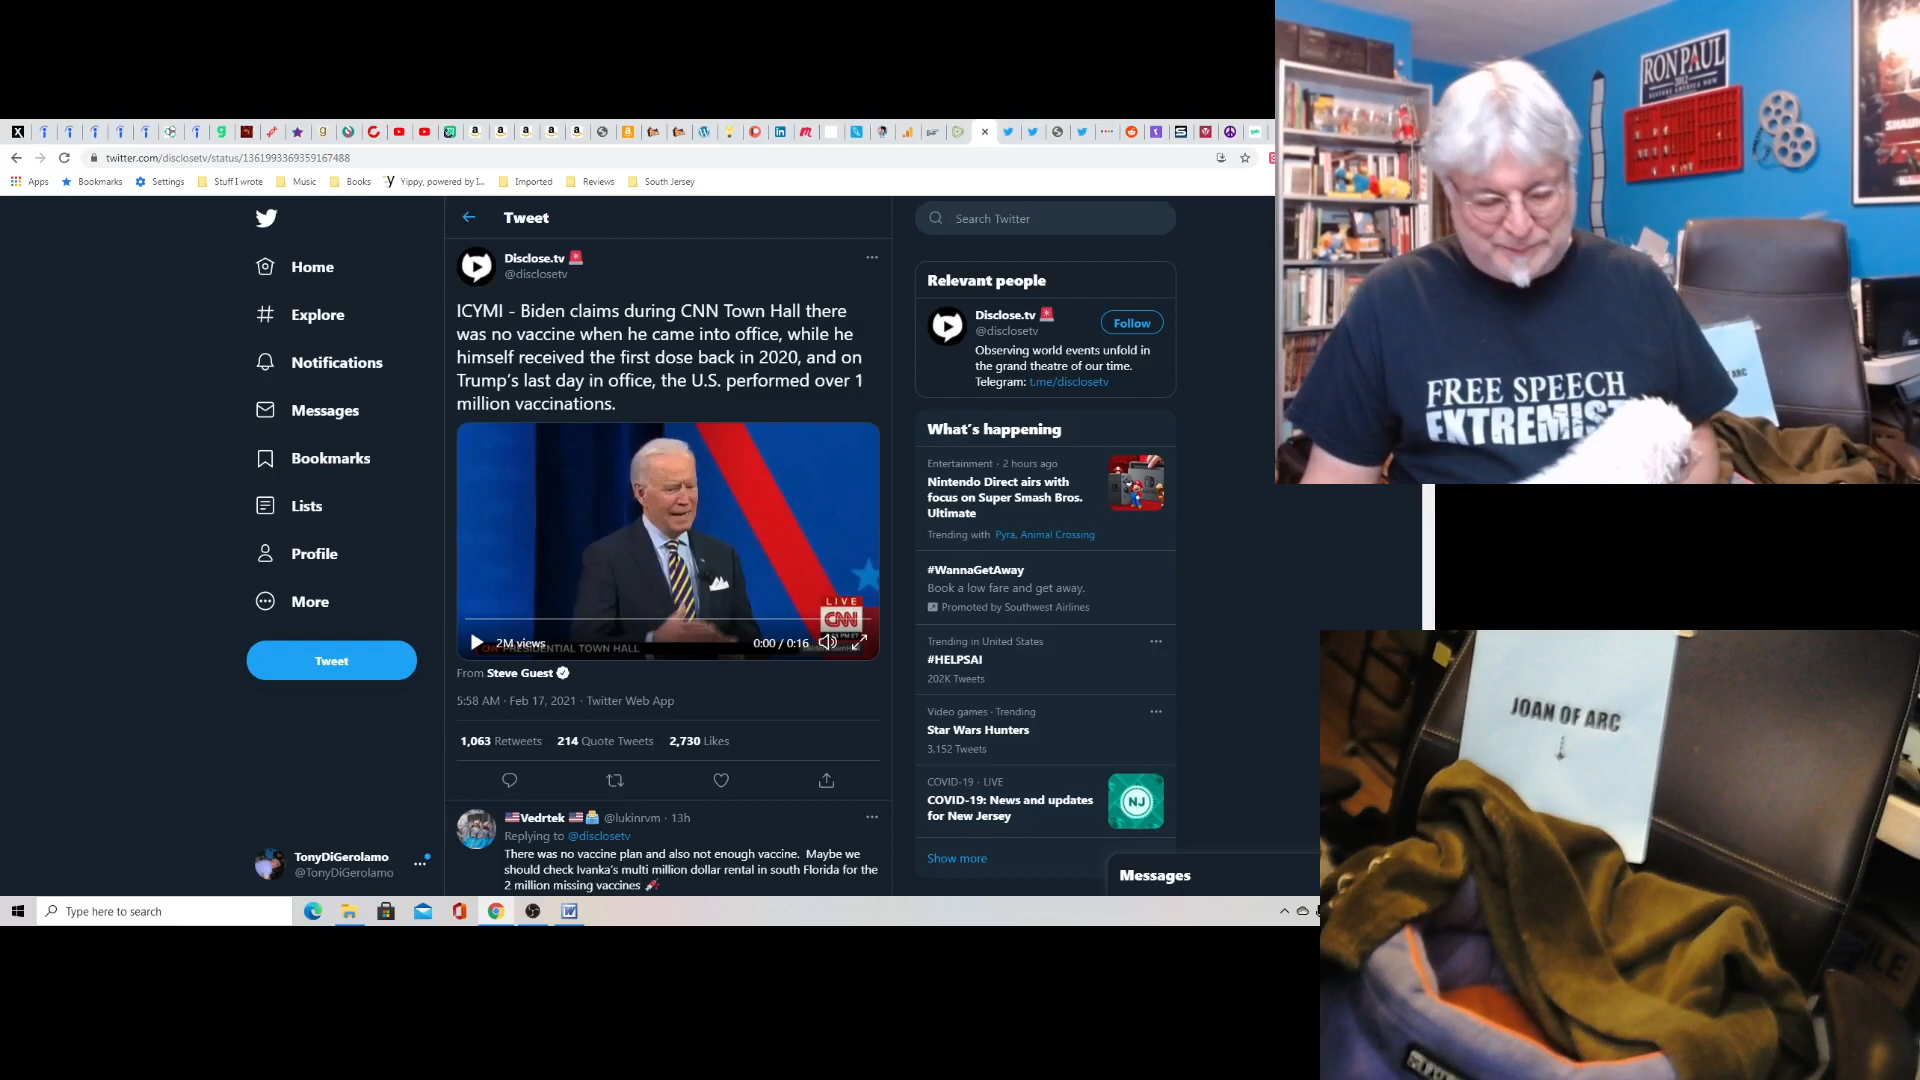 twitter.com/disclosetv/status/1361993369359167488
Apps
Bookmarks
Settings
Stuff I wrote
Music
Books
Yippy, powered by I...
Imported
Reviews
South Jersey
Home
Explore
Notifications
Messages
Bookmarks
Lists
Profile
More
Tweet
TonyDiGerolamo
@TonyDiGerolamo
Tweet
Disclose.tv
@disclosetv
ICYMI - Biden claims during CNN Town Hall there
was no vaccine when he came into office, while he
himself received the first dose back in 2020, and on
Trump's last day in office, the U.S. performed over 1
million vaccinations.
LIVE
CNN
2M views
0:00 / 0:16
PRESIDENTIAL TOWN HALL
From Steve Guest
5:58 AM · Feb 17, 2021 · Twitter Web App
1,063 Retweets 214 Quote Tweets 2,730 Likes
Vedrtek @lukinrvm · 13h
Replying to @disclosetv
There was no vaccine plan and also not enough vaccine. Maybe we
should check Ivanka's multi million dollar rental in south Florida for the
2 million missing vaccines
Search Twitter
Relevant people
Disclose.tv
@disclosetv
Follow
Observing world events unfold in
the grand theatre of our time.
Telegram: t.me/disclosetv
What's happening
Entertainment · 2 hours ago
Nintendo Direct airs with
focus on Super Smash Bros.
Ultimate
Trending with Pyra, Animal Crossing
#WannaGetAway
Book a low fare and get away.
Promoted by Southwest Airlines
Trending in United States
#HELPSAI
202K Tweets
Video games · Trending
Star Wars Hunters
3,152 Tweets
COVID-19 · LIVE
COVID-19: News and updates
for New Jersey
NJ
Show more
Messages
Type here to search
RON PAUL
2012
RESTORE AMERICA NOW
FREE SPEECH
EXTREMIST
JOAN OF ARC